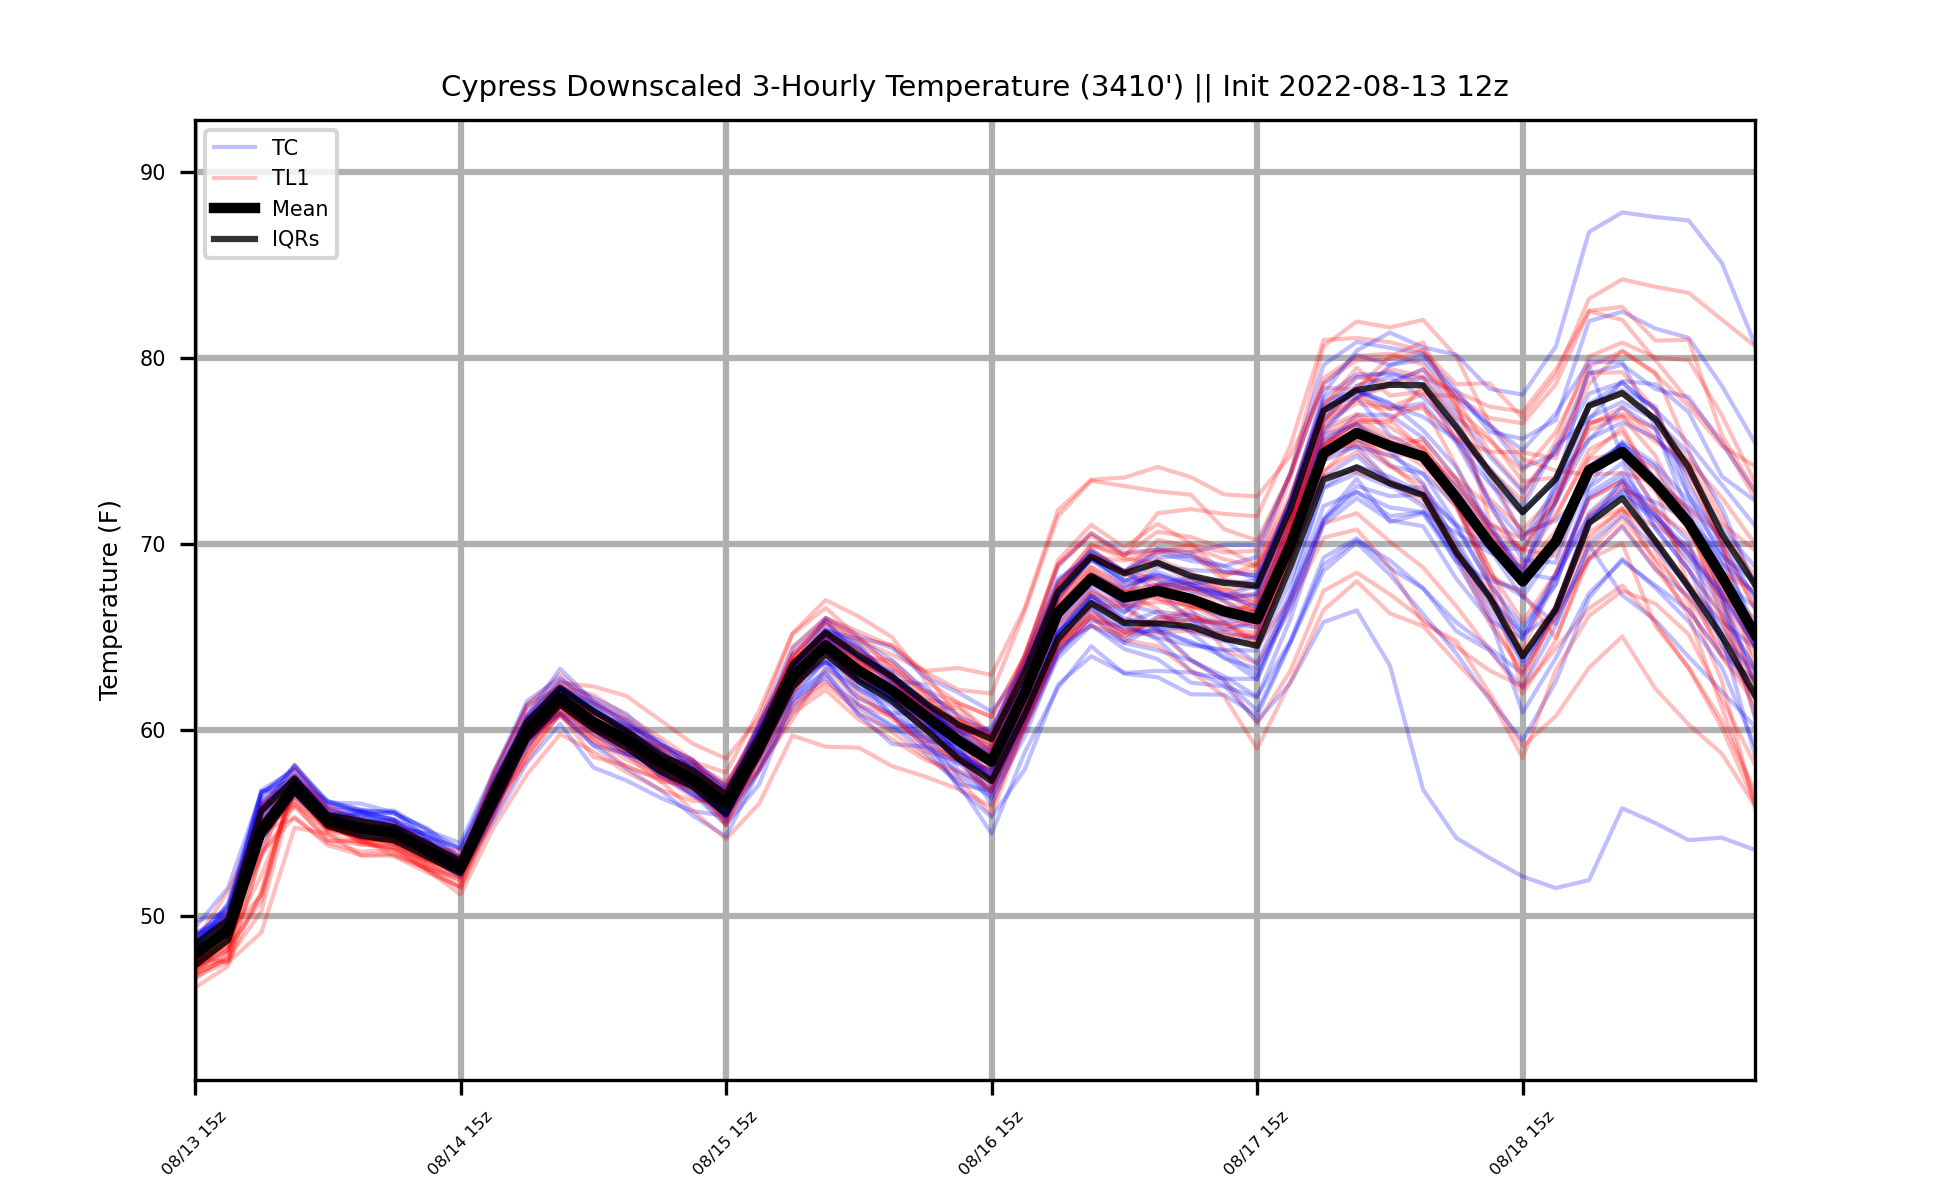 Cypress Downscaled 3-Hourly Temperature (3410') || Init 2022-08-13 12z
TC
TL1
Mean
IQRs
Temperature (F)
90
80
70
60
50
08/13 15z
08/14 15z
08/15 15z
08/16 15z
08/17 15z
08/18 15z